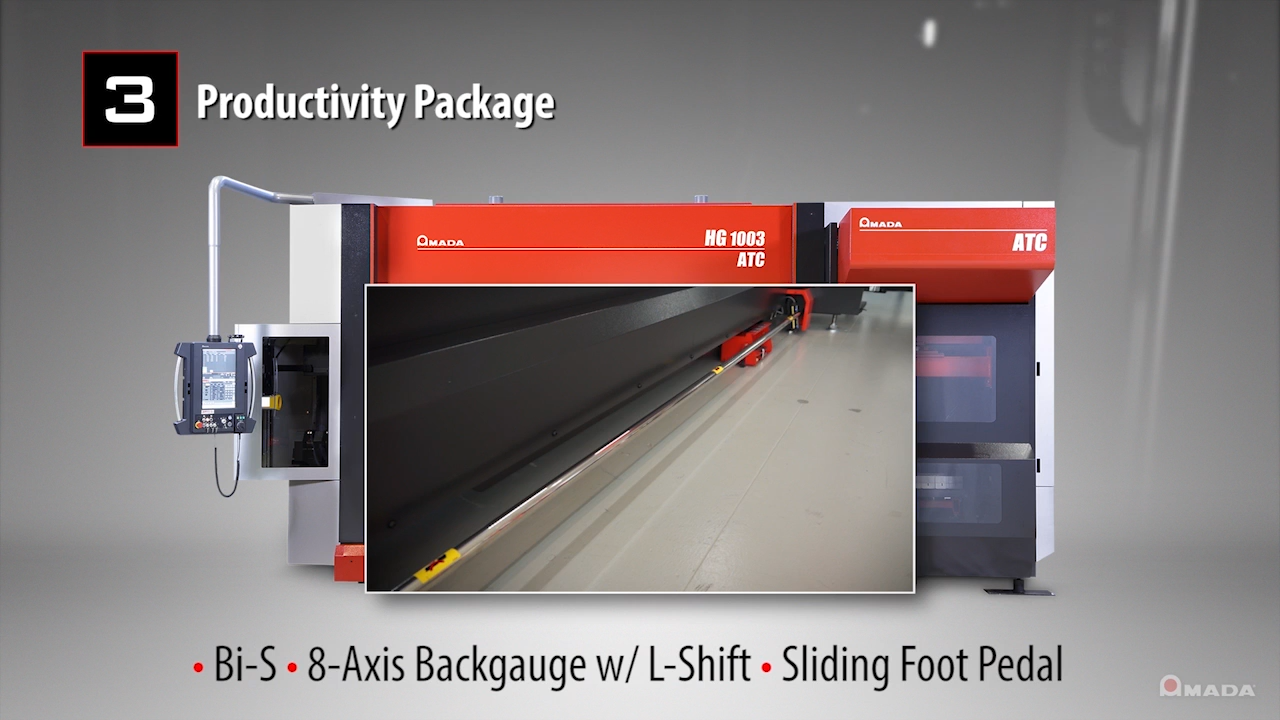 3
Productivity Package
AMADA
HG 1003
ATC
AMADA
ATC
• Bi-S • 8-Axis Backgauge w/ L-Shift • Sliding Foot Pedal
AMADA